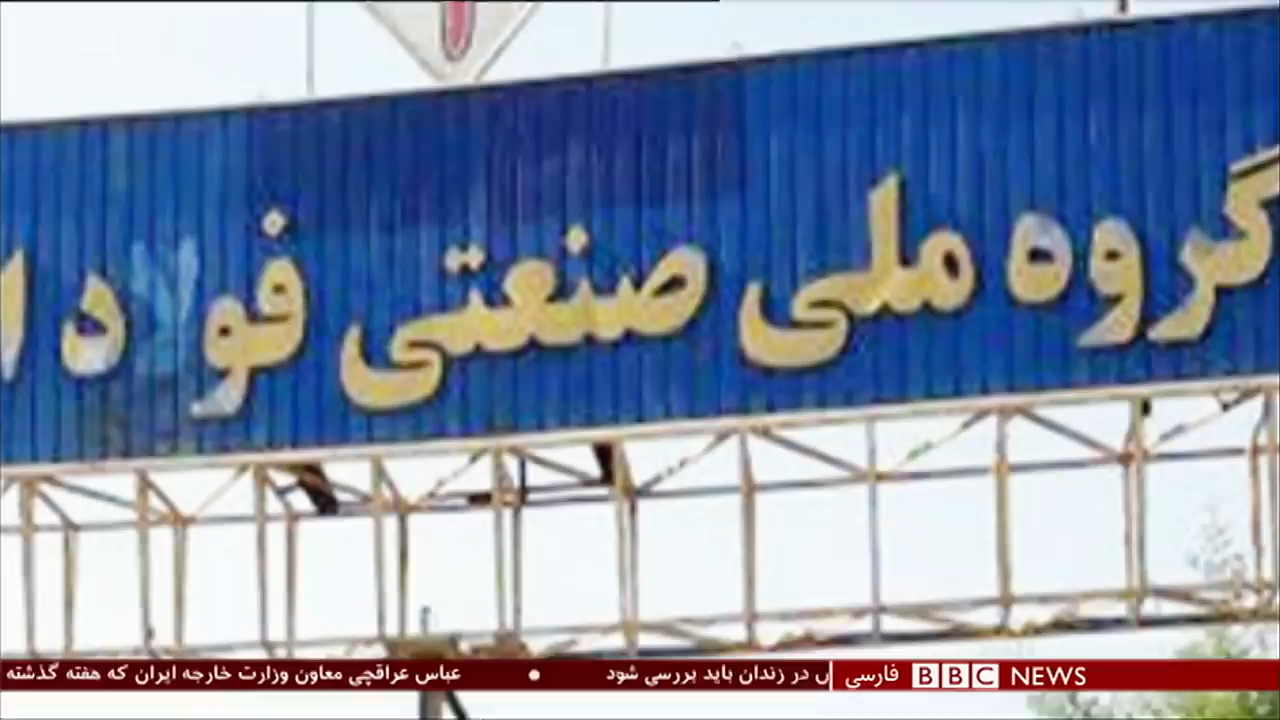 گروه ملی صنعتی فولاد ا
عباس عراقچی معاون وزارت خارجه ایران که هفته گذشته • در زندان باید بررسی شود
BBC NEWS فارسی